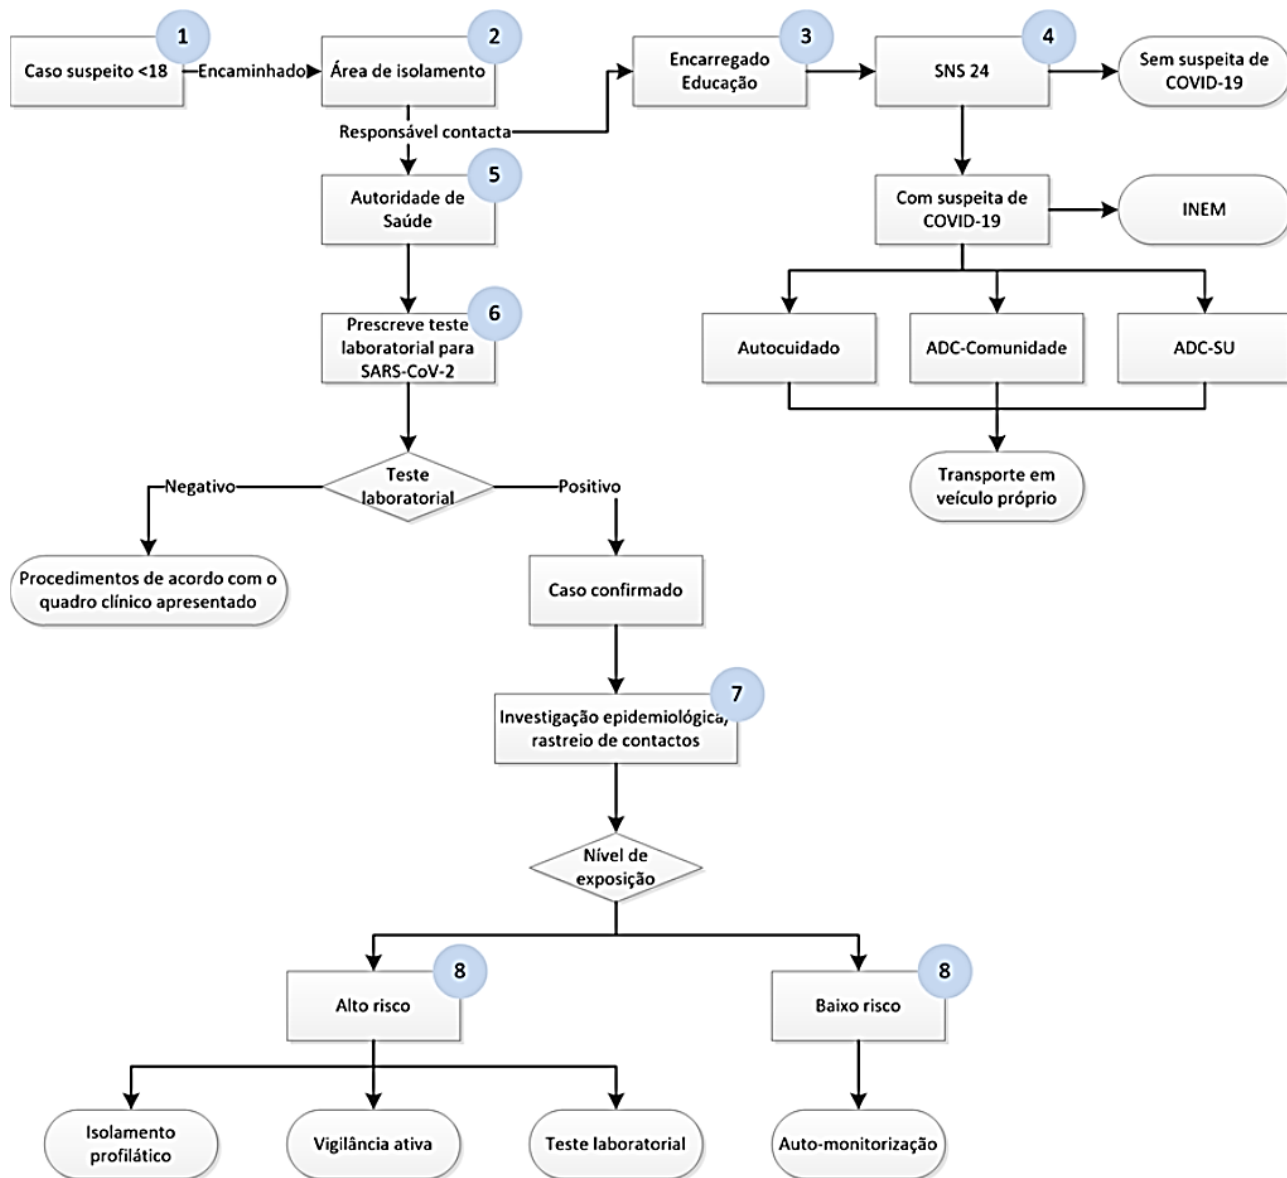 1
Caso suspeito <18
Encaminhado
2
Área de isolamento
3
Encarregado
Educação
4
SNS 24
Sem suspeita de
COVID-19
Responsável contacta
5
Autoridade de
Saúde
Com suspeita de
COVID-19
INEM
6
Prescreve teste
laboratorial para
SARS-CoV-2
Autocuidado
ADC-Comunidade
ADC-SU
Teste
laboratorial
Negativo
Positivo
Transporte em
veículo próprio
Procedimentos de acordo com o
quadro clínico apresentado
Caso confirmado
7
Investigação epidemiológica/
rastreio de contactos
Nível de
exposição
8
Alto risco
8
Baixo risco
Isolamento
profilático
Vigilância ativa
Teste laboratorial
Auto-monitorização